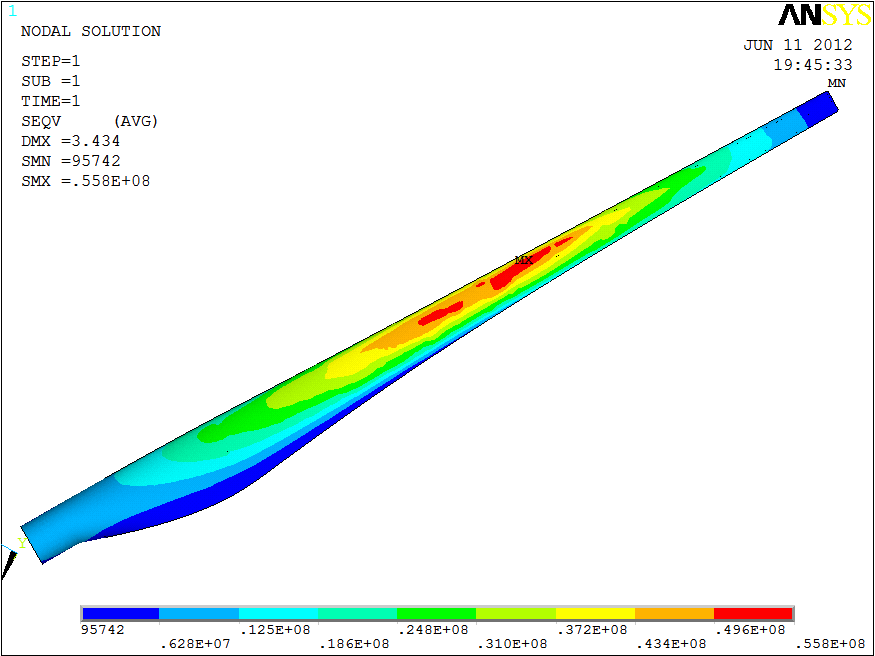 1
ANSYS
NODAL SOLUTION
JUN 11 2012
19:45:33
STEP=1
SUB =1
TIME=1
SEQV     (AVG)
DMX =3.434
SMN =95742
SMX =.558E+08
MN
MX
Y
95742 .125E+08 .248E+08 .372E+08 .496E+08
.628E+07 .186E+08 .310E+08 .434E+08 .558E+08